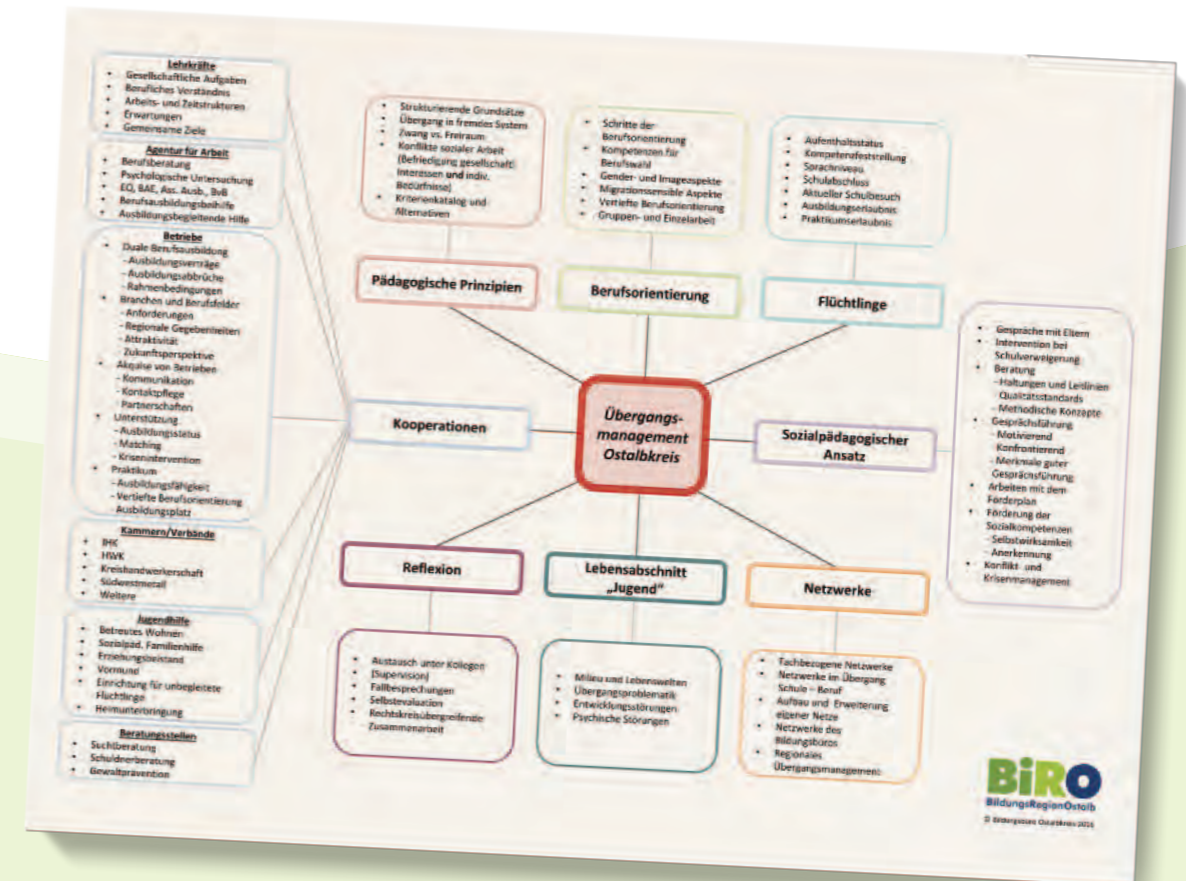 Lehrkräfte
• Gesellschaftliche Aufgaben
• Berufliches Verständnis
• Arbeits- und Zeitstrukturen
• Erwartungen
• Gemeinsame Ziele
Agentur für Arbeit
• Berufsberatung
• Psychologische Untersuchung
• EQ, BAE, Ass. Ausb., BvB
• Berufsausbildungsbeihilfe
• Ausbildungsbegleitende Hilfe
Betriebe
• Duale Berufsausbildung
- Ausbildungsverträge
- Ausbildungsabbrüche
- Rahmenbedingungen
• Branchen und Berufsfelder
- Anforderungen
- Regionale Gegebenheiten
- Attraktivität
Zukunftsperspektive
• Akquise von Betrieben
- Kommunikation
- Kontaktpflege
- Partnerschaften
• Unterstützung
- Ausbildungsstatus
- Matching
- Krisenintervention
• Praktikum
- Ausbildungsfähigkeit
- Vertiefte Berufsorientierung
- Ausbildungsplatz
Kammern/Verbände
• IHK
• HWK
• Kreishandwerkerschaft
• Südwestmetall
• Weitere
Jugendhilfe
• Betreutes Wohnen
• Sozialpäd. Familienhilfe
• Erziehungsbeistand
• Vormund
• Einrichtung für unbegleitete
Flüchtlinge
• Heimunterbringung
Beratungsstellen
• Suchtberatung
• Schuldnerberatung
• Gewaltprävention
• Strukturierende Grundsätze
• Übergang in fremdes System
• Zwang vs. Freiraum
• Konflikte sozialer Arbeit
(Befriedigung gesellschaftl.
Interessen und indiv.
Bedürfnisse)
• Kriterienkatalog und
Alternativen
Pädagogische Prinzipien
• Schritte der
Berufsorientierung
• Kompetenzen für
Berufswahl
• Gender- und Imageaspekte
• Migrationssensible Aspekte
• Vertiefte Berufsorientierung
• Gruppen- und Einzelarbeit
Berufsorientierung
• Aufenthaltsstatus
• Kompetenzfeststellung
• Sprachniveau
• Schulabschluss
• Aktueller Schulbesuch
• Ausbildungserlaubnis
• Praktikumserlaubnis
Flüchtlinge
Kooperationen
Übergangs-
management
Ostalbkreis
Sozialpädagogischer
Ansatz
• Gespräche mit Eltern
• Intervention bei
Schulverweigerung
• Beratung
- Haltungen und Leitlinien
Qualitätsstandards
- Methodische Konzepte
• Gesprächsführung
- Motivierend
Konfrontierend
- Merkmale guter
Gesprächsführung
• Arbeiten mit dem
Förderplan
• Förderung der
Sozialkompetenzen
- Selbstwirksamkeit
- Anerkennung
• Konflikt- und
Krisenmanagement
Reflexion
• Austausch unter Kollegen
• (Supervision)
• Fallbesprechungen
• Selbstevaluation
• Rechtskreisübergreifende
Zusammenarbeit
Lebensabschnitt
„Jugend“
• Milieu und Lebenswelten
• Übergangsproblematik
• Entwicklungsstörungen
• Psychische Störungen
Netzwerke
• Fachbezogene Netzwerke
• Netzwerke im Übergang
Schule – Beruf
• Aufbau und Erweiterung
eigener Netze
• Netzwerke des
Bildungsbüros
• Regionales
Übergangsmanagement
BiRO
BildungsRegionOstalb
© Bildungsbüro Ostalbkreis 2016